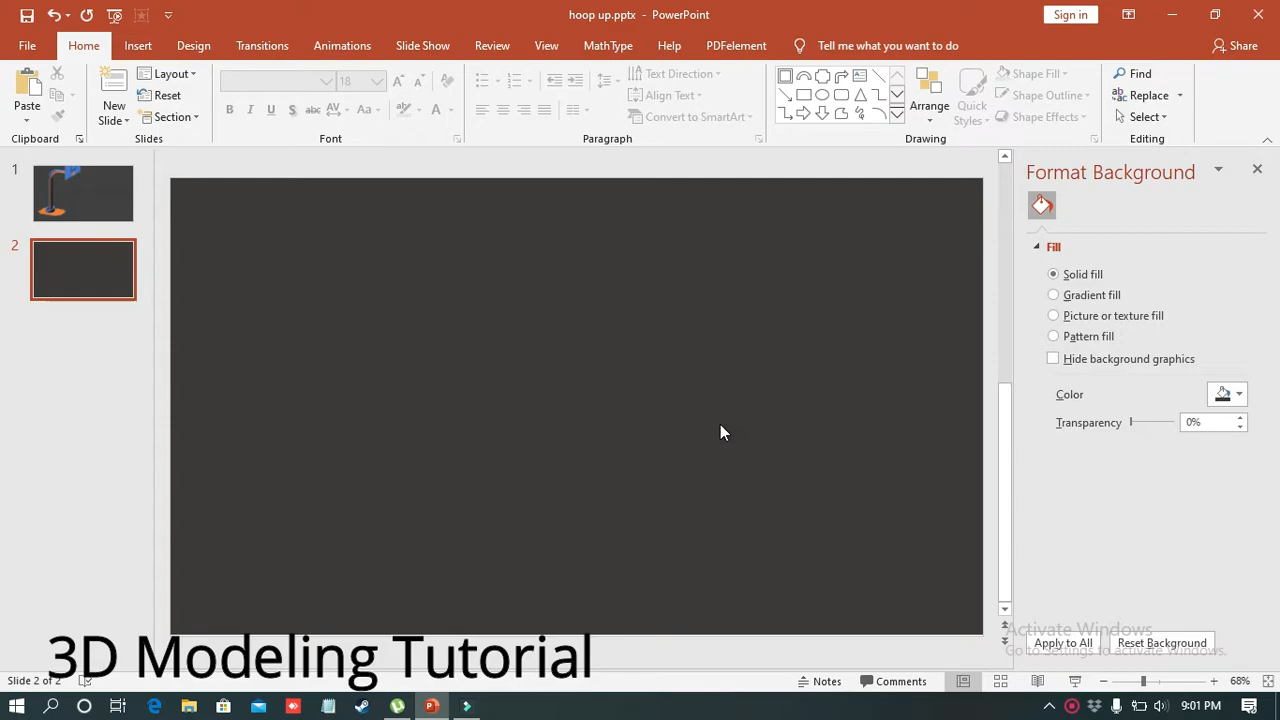 hoop up.pptx - PowerPoint
Sign in
File Home Insert Design Transitions Animations Slide Show Review View MathType Help PDFelement Tell me what you want to do Share
Paste
Clipboard
New
Slide
Layout
Reset
Section
Slides
18
B I U S abc AV Aa A
Font
Text Direction
Align Text
Convert to SmartArt
Paragraph
Arrange
Quick
Styles
Shape Fill
Shape Outline
Shape Effects
Drawing
Find
Replace
Select
Editing
1
2
Format Background
Fill
Solid fill
Gradient fill
Picture or texture fill
Pattern fill
Hide background graphics
Color
Transparency 0%
Activate Windows
Go to Settings to activate Windows.
Apply to All Reset Background
3D Modeling Tutorial
Slide 2 of 2 Notes Comments 68%
9:01 PM